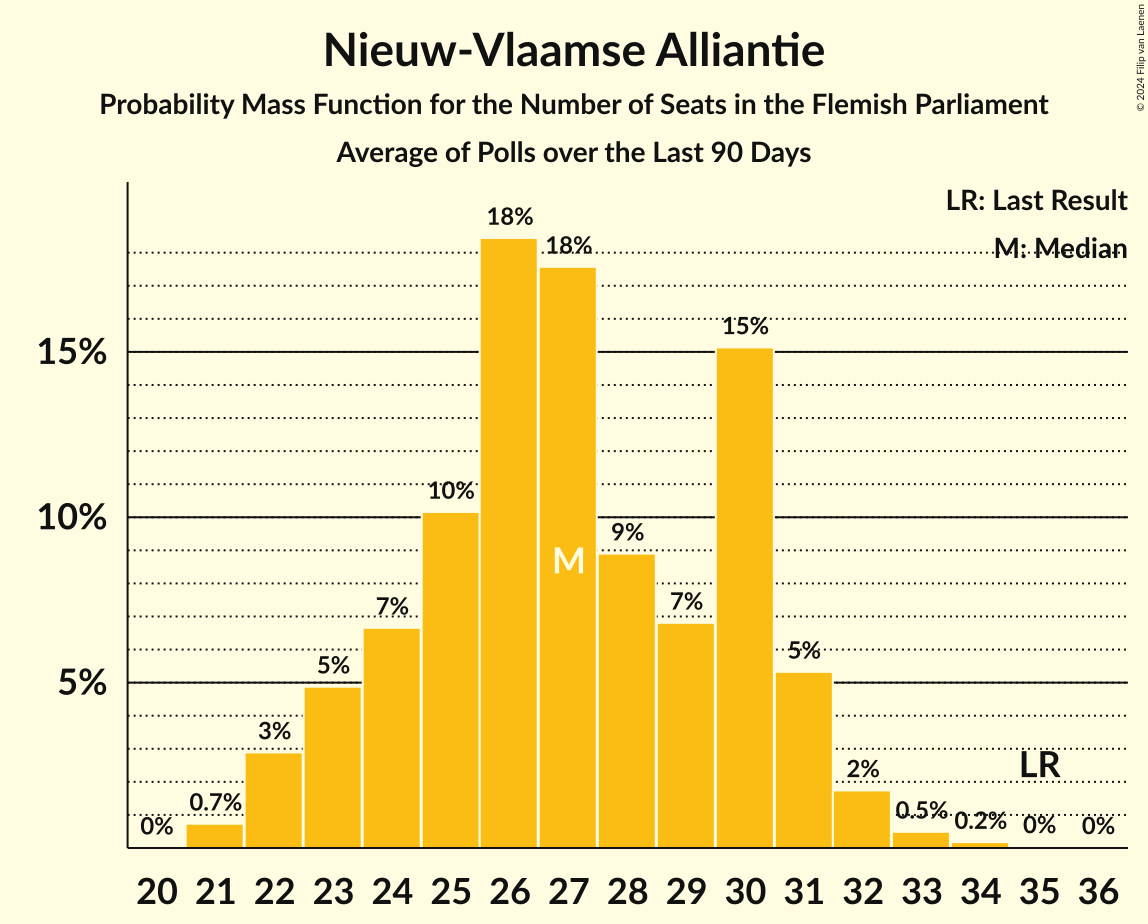 Nieuw-Vlaamse Alliantie
Probability Mass Function for the Number of Seats in the Flemish Parliament
Average of Polls over the Last 90 Days
© 2024 Filip van Laenen
LR: Last Result
M: Median
18%
18%
15%
15%
10%
10%
9%
M
7%
7%
5%
5%
5%
3%
2%
LR
0.7%
0.5%
0.2%
0%
0%
0%
20 21 22 23 24 25 26 27 28 29 30 31 32 33 34 35 36